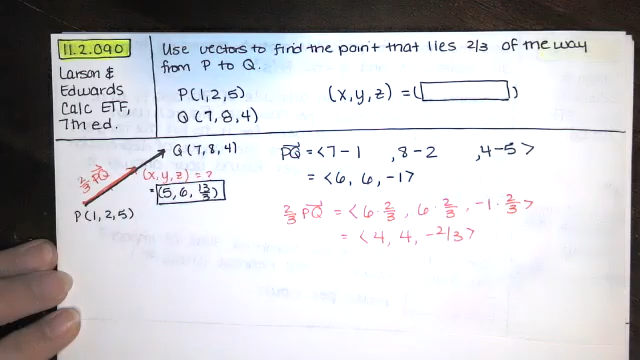 11.2.090
Larson &
Edwards
Calc ETF,
7th ed.
Use vectors to find the point that lies 2/3 of the way
from P to Q.
P(1,2,5)
Q(7,8,4)
(x,y,z) = ( )
Q(7,8,4)
2/3 PQ
(x,y,z) = ?
= (5, 6, 13/3)
P(1,2,5)
PQ = <7-1 , 8-2 , 4-5>
= <6, 6, -1>
2/3 PQ = <6 · 2/3, 6 · 2/3, -1 · 2/3>
= <4, 4, -2/3>